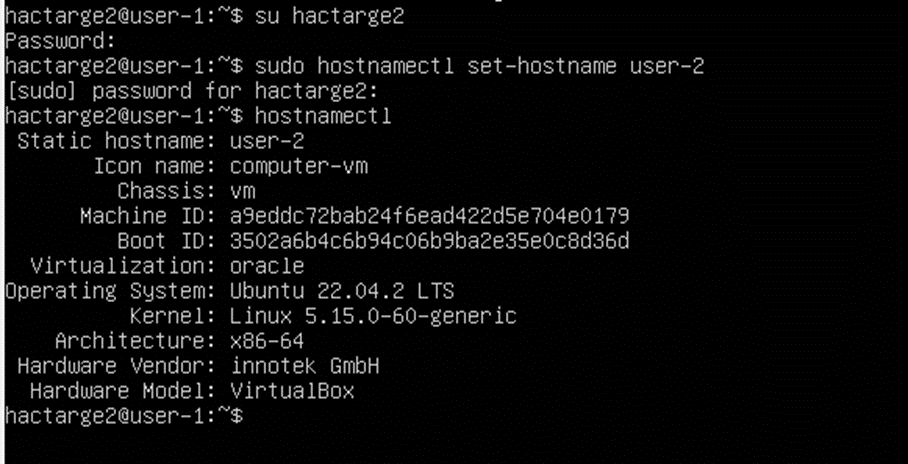 hactarge2@user-1:~$ su hactarge2
Password:
hactarge2@user-1:~$ sudo hostnamectl set-hostname user-2
[sudo] password for hactarge2:
hactarge2@user-1:~$ hostnamectl
Static hostname: user-2
Icon name: computer-vm
Chassis: vm
Machine ID: a9eddc72bab24f6ead422d5e704e0179
Boot ID: 3502a6b4c6b94c06b9ba2e35e0c8d36d
Virtualization: oracle
Operating System: Ubuntu 22.04.2 LTS
Kernel: Linux 5.15.0-60-generic
Architecture: x86-64
Hardware Vendor: innotek GmbH
Hardware Model: VirtualBox
hactarge2@user-1:~$